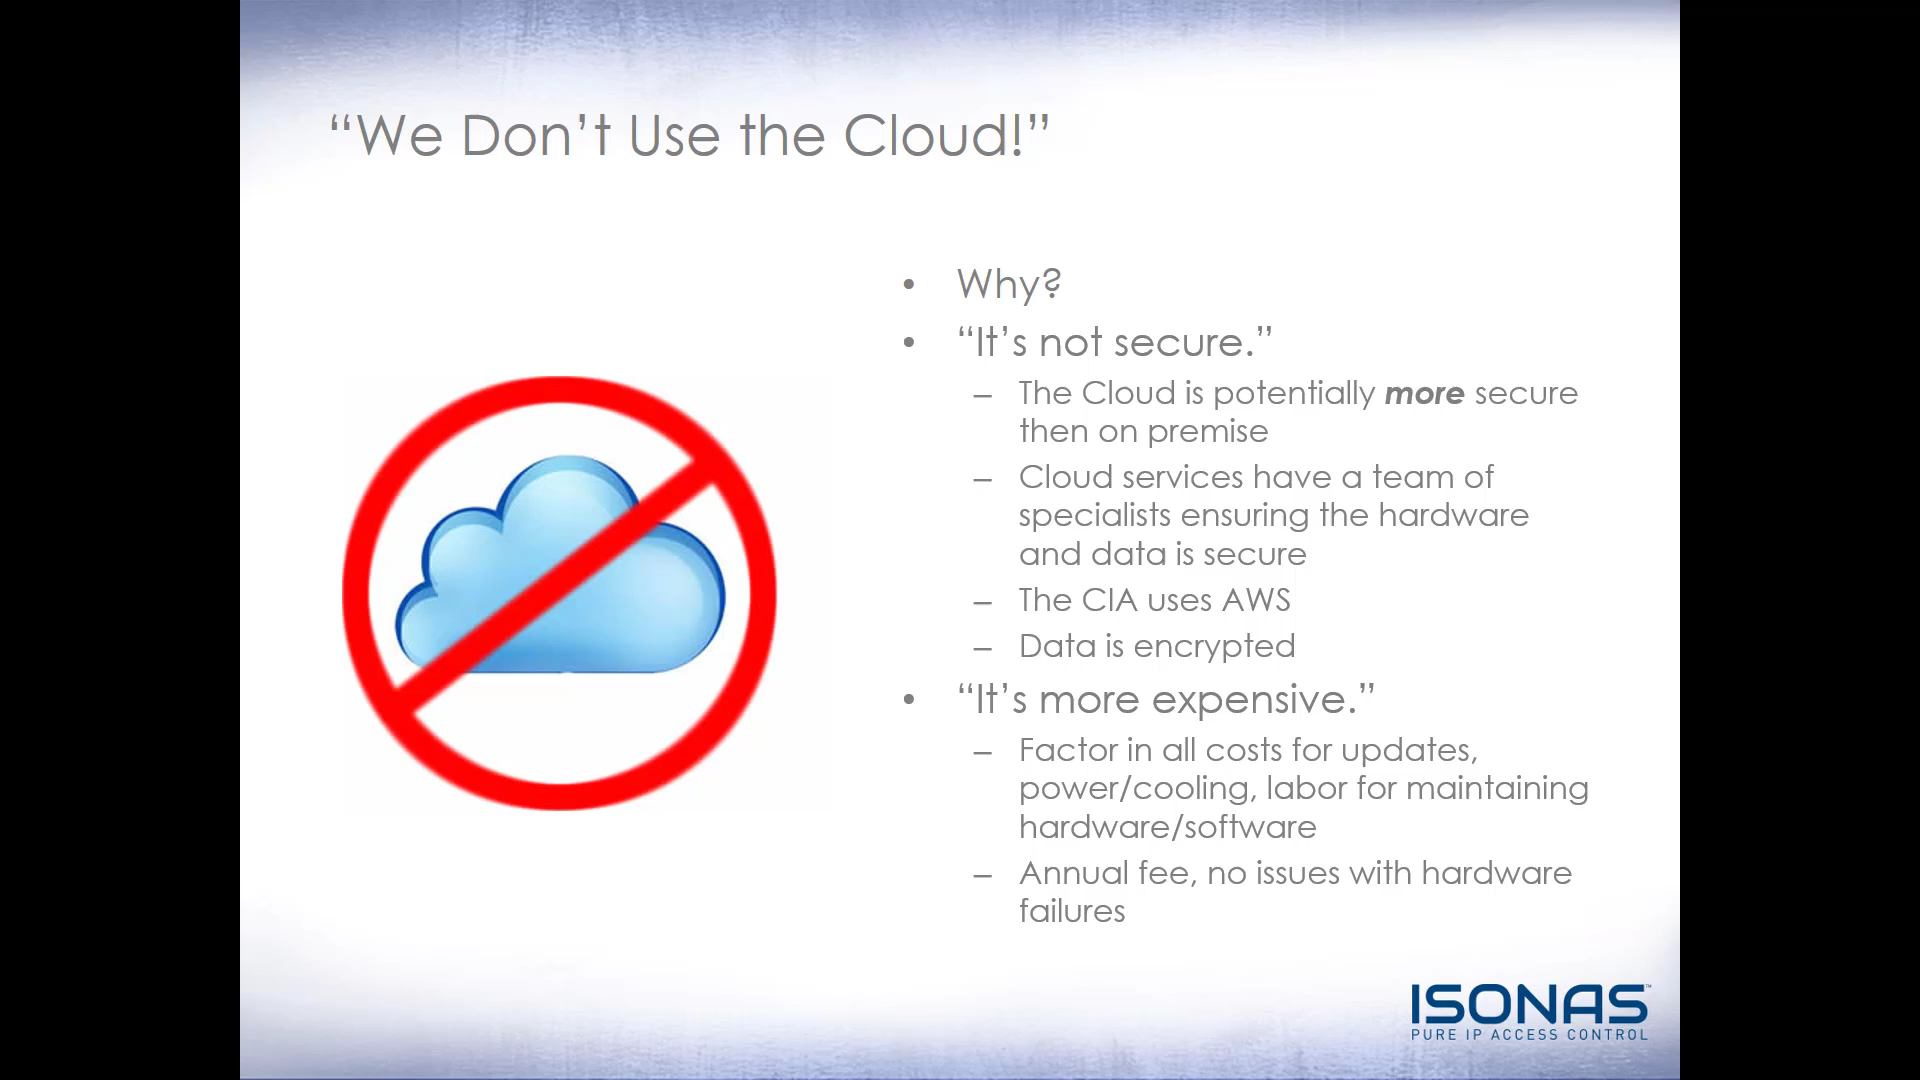 “We Don’t Use the Cloud!”
• Why?
• “It’s not secure.”
– The Cloud is potentially more secure
then on premise
– Cloud services have a team of
specialists ensuring the hardware
and data is secure
– The CIA uses AWS
– Data is encrypted
• “It’s more expensive.”
– Factor in all costs for updates,
power/cooling, labor for maintaining
hardware/software
– Annual fee, no issues with hardware
failures
ISONAS™
PURE IP ACCESS CONTROL